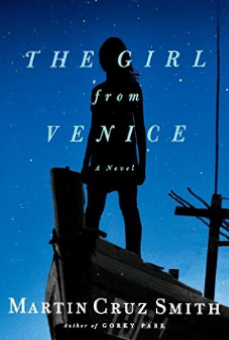 THE GIRL
from
VENICE
A Novel
MARTIN CRUZ SMITH
author of GORKY PARK